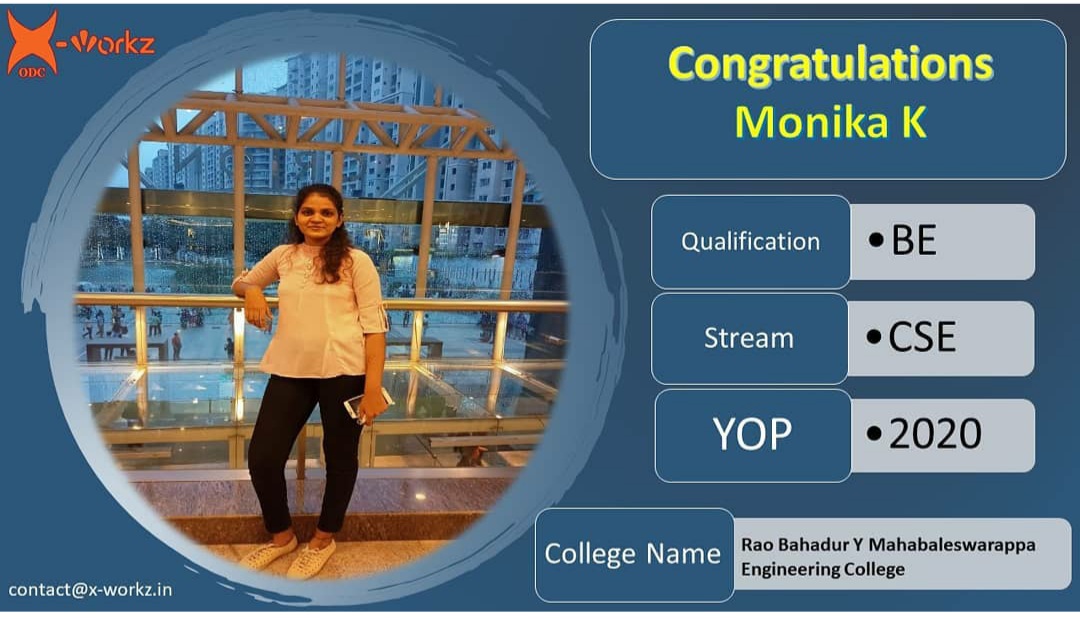 X-Workz
ODC
Congratulations
Monika K
Qualification
•BE
Stream
•CSE
YOP
•2020
College Name
Rao Bahadur Y Mahabaleswarappa
Engineering College
contact@x-workz.in